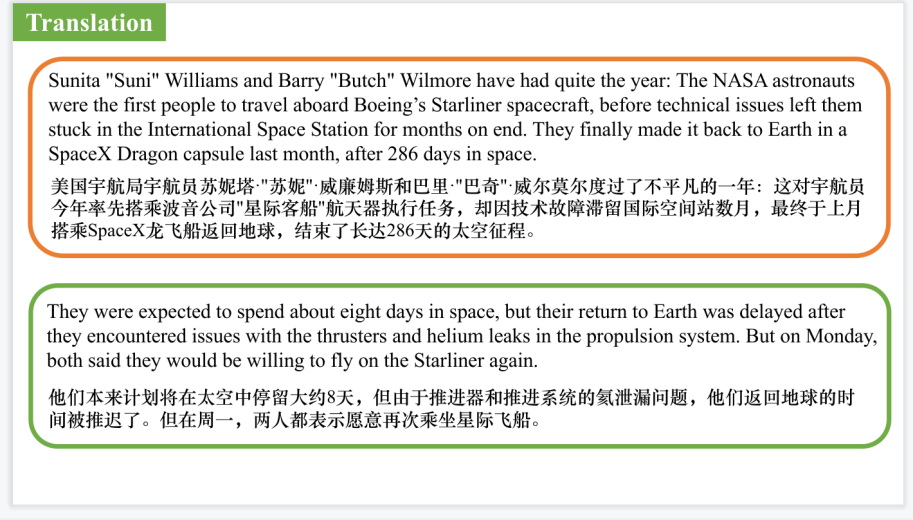 Translation
Sunita "Suni" Williams and Barry "Butch" Wilmore have had quite the year: The NASA astronauts
were the first people to travel aboard Boeing’s Starliner spacecraft, before technical issues left them
stuck in the International Space Station for months on end. They finally made it back to Earth in a
SpaceX Dragon capsule last month, after 286 days in space.
美国宇航局宇航员苏妮塔·"苏妮"·威廉姆斯和巴里·"巴奇"·威尔莫尔度过了不平凡的一年：这对宇航员
今年率先搭乘波音公司"星际客船"航天器执行任务，却因技术故障滞留国际空间站数月，最终于上月
搭乘SpaceX龙飞船返回地球，结束了长达286天的太空征程。
They were expected to spend about eight days in space, but their return to Earth was delayed after
they encountered issues with the thrusters and helium leaks in the propulsion system. But on Monday,
both said they would be willing to fly on the Starliner again.
他们本来计划将在太空中停留大约8天，但由于推进器和推进系统的氦泄漏问题，他们返回地球的时
间被推迟了。但在周一，两人都表示愿意再次乘坐星际飞船。